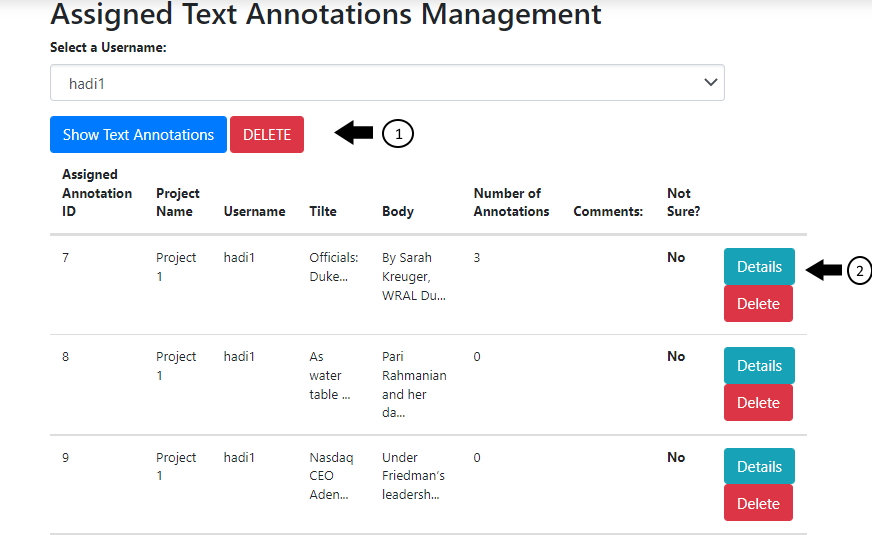 Assigned Text Annotations Management
Select a Username:
hadi1
Show Text Annotations DELETE 1
Assigned
Annotation Project Number of Not
ID Name Username Tilte Body Annotations Comments: Sure?
7 Project hadi1 Officials: By Sarah 3 No Details 2
1 Duke... Kreuger,
WRAL Du...
Delete
8 Project hadi1 As Pari 0 No Details
1 water Rahmanian
table ... and her
da...
Delete
9 Project hadi1 Nasdaq Under 0 No Details
1 CEO Friedman's
Aden... leadersh...
Delete